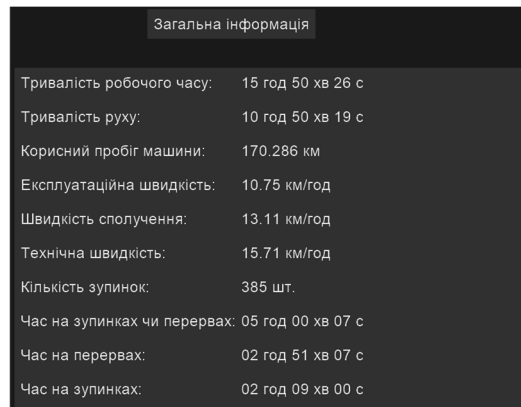 Загальна інформація
Тривалість робочого часу: 15 год 50 хв 26 с
Тривалість руху: 10 год 50 хв 19 с
Корисний пробіг машини: 170.286 км
Експлуатаційна швидкість: 10.75 км/год
Швидкість сполучення: 13.11 км/год
Технічна швидкість: 15.71 км/год
Кількість зупинок: 385 шт.
Час на зупинках чи перервах: 05 год 00 хв 07 с
Час на перервах: 02 год 51 хв 07 с
Час на зупинках: 02 год 09 хв 00 с